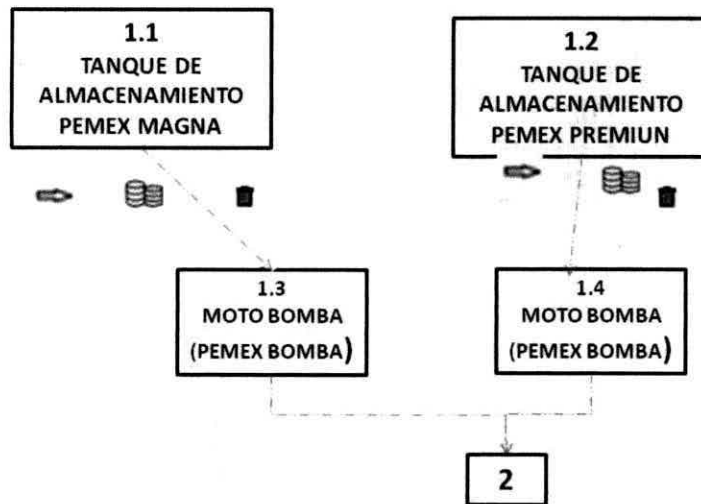 1.1
TANQUE DE
ALMACENAMIENTO
PEMEX MAGNA
1.2
TANQUE DE
ALMACENAMIENTO
PEMEX PREMIUN
1.3
MOTO BOMBA
(PEMEX BOMBA)
1.4
MOTO BOMBA
(PEMEX BOMBA)
2